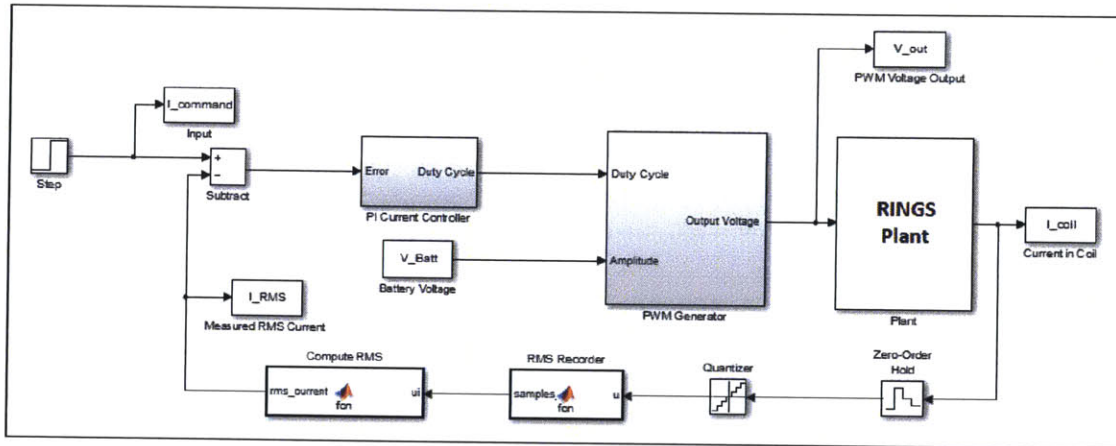 V_out
PWM Voltage Output
I_command
Input
Step
+
−
Subtract
Error
Duty Cycle
PI Current Controller
V_Batt
Battery Voltage
Duty Cycle
Amplitude
Output Voltage
PWM Generator
RINGS
Plant
Plant
I_coil
Current in Coil
I_RMS
Measured RMS Current
Compute RMS
rms_current
fcn
ui
RMS Recorder
samples
fcn
u
Quantizer
Zero-Order
Hold